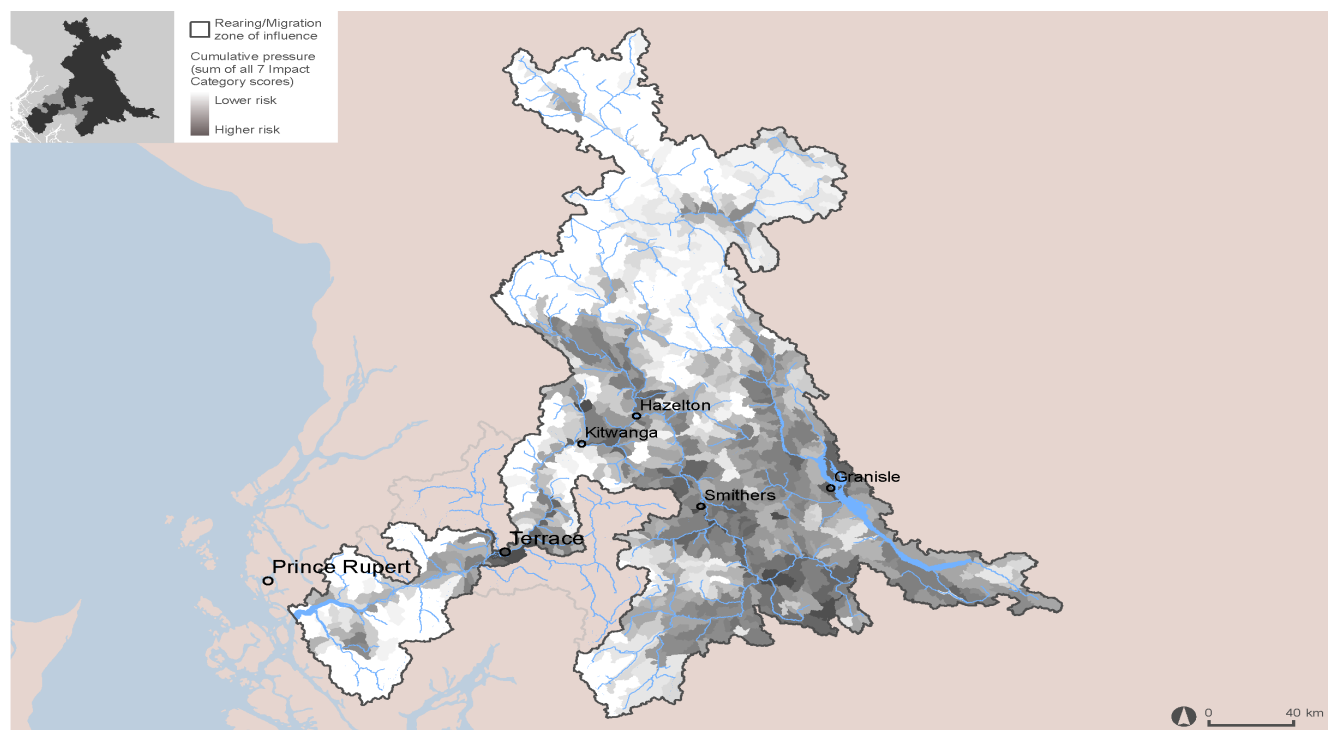 Rearing/Migration
zone of influence
Cumulative pressure
(sum of all 7 Impact
Category scores)
Lower risk
Higher risk
Hazelton
Kitwanga
Granisle
Smithers
Terrace
Prince Rupert
0 40 km